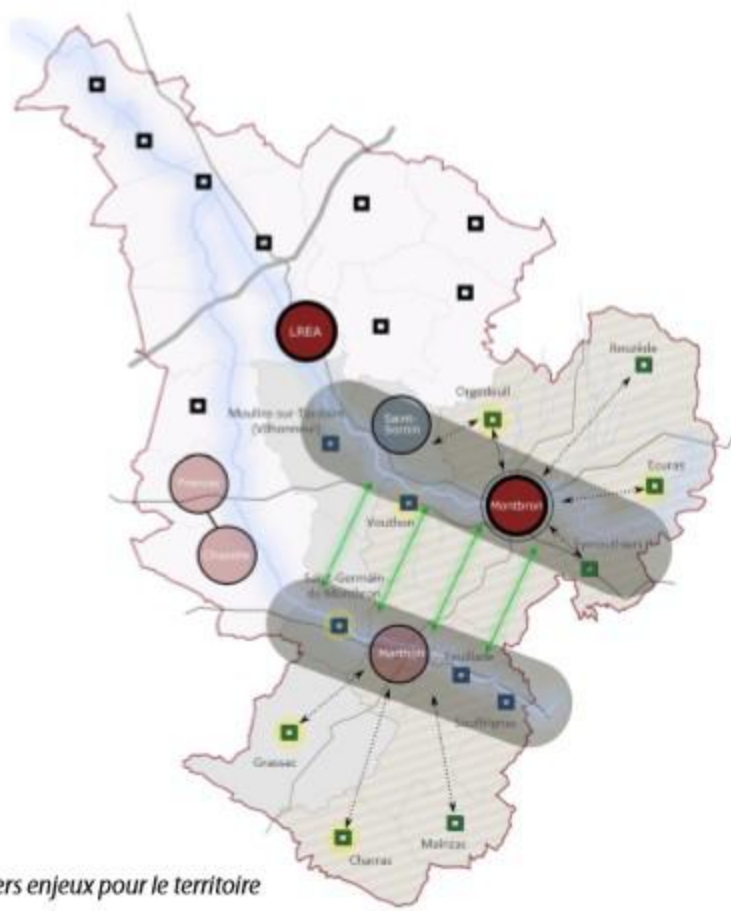 LREA
Rouzède
Orgedeuil
Saint-
Sornin
Moulins-sur-Tardoire
(Vilhonneur)
Ecuras
Pranzac
Montbron
Vouthon
Chazelles
Eymouthiers
Saint-Germain
de Montbron
Marthon
Feuillade
Souffrignac
Grassac
Mainzac
Charras
ers enjeux pour le territoire